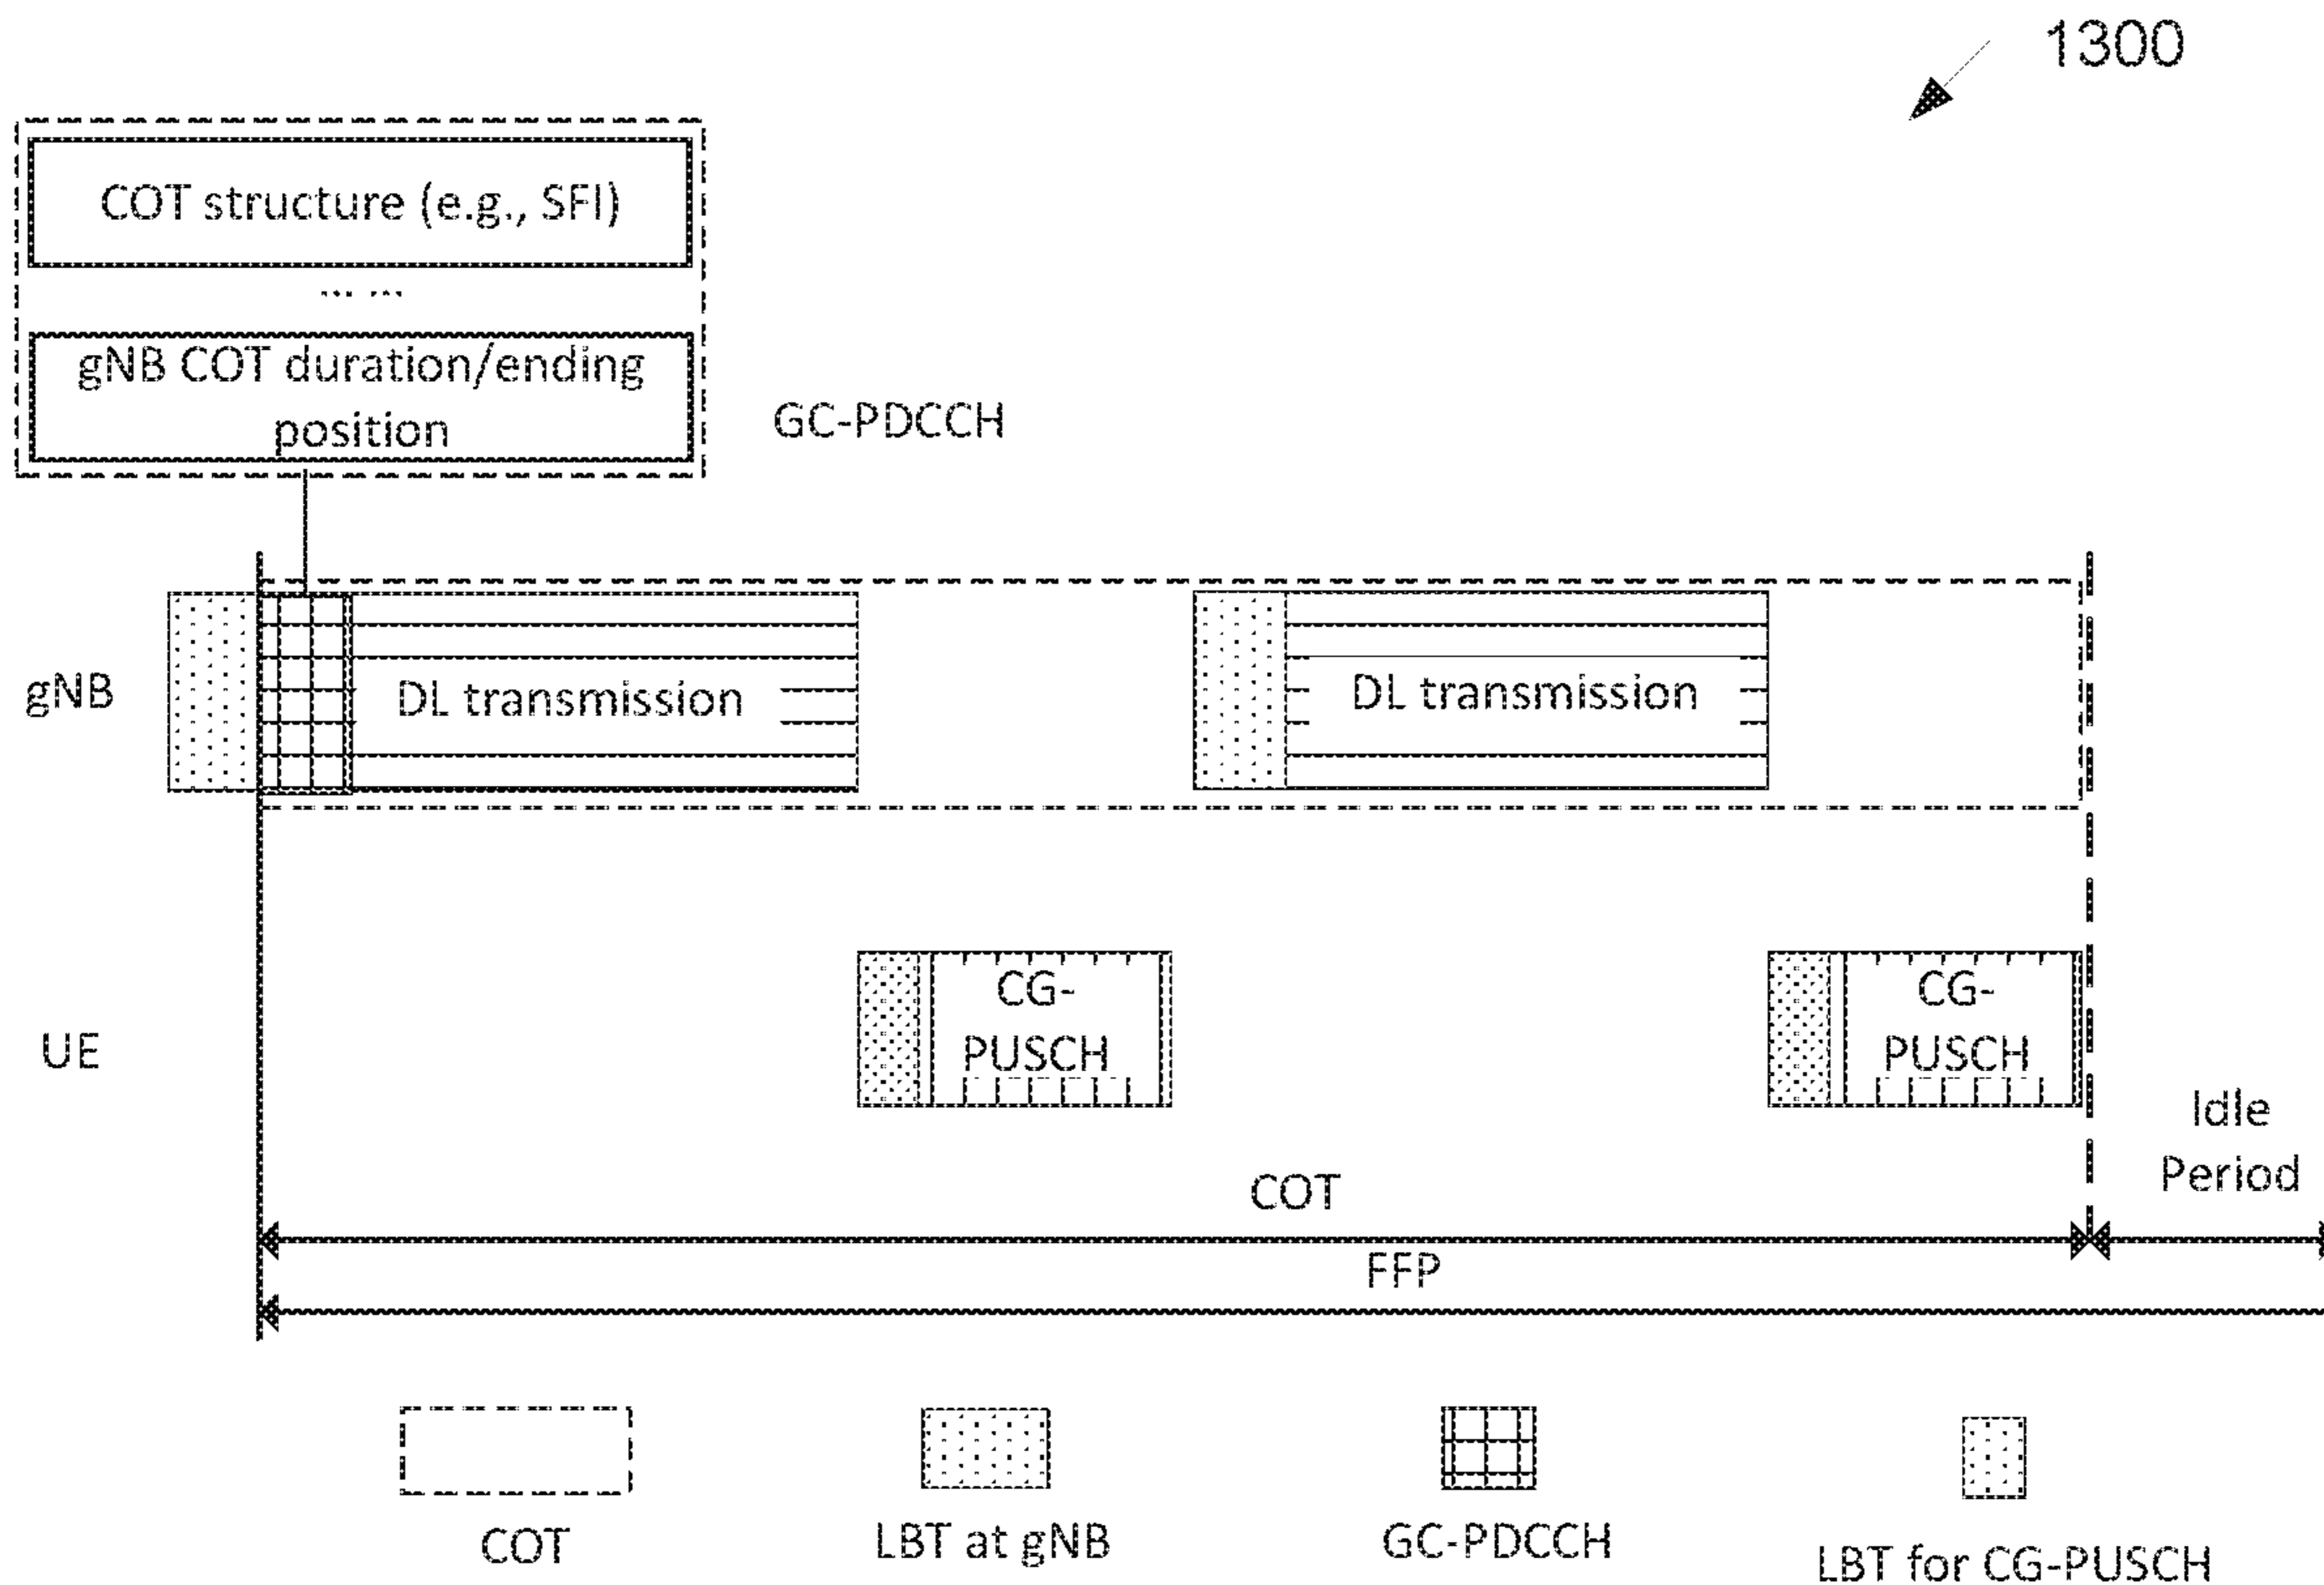 1300
COT structure (e.g., SFI)
... ...
gNB COT duration/ending
position
GC-PDCCH
gNB
DL transmission
DL transmission
UE
CG-
PUSCH
CG-
PUSCH
Idle
Period
COT
FFP
COT
LBT at gNB
GC-PDCCH
LBT for CG-PUSCH